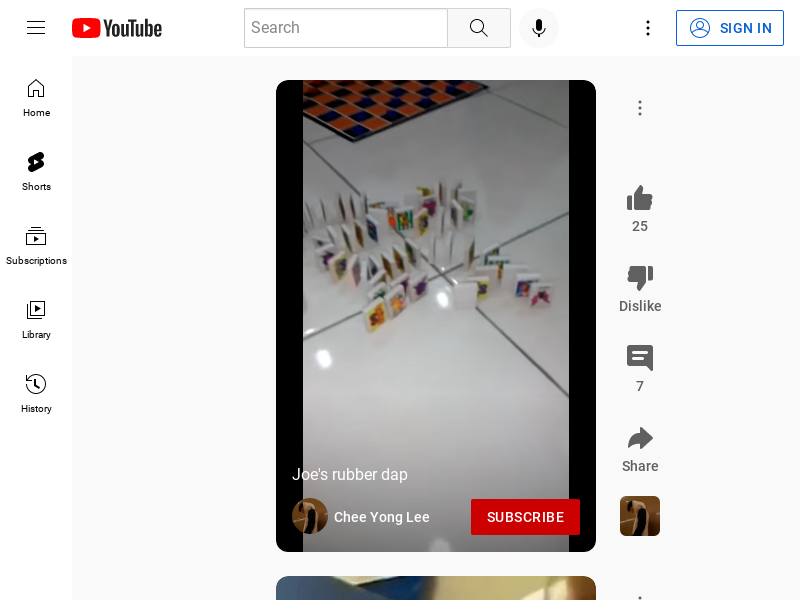 YouTube
Search
SIGN IN
Home
Shorts
Subscriptions
Library
History
25
Dislike
7
Share
Joe's rubber dap
Chee Yong Lee
SUBSCRIBE